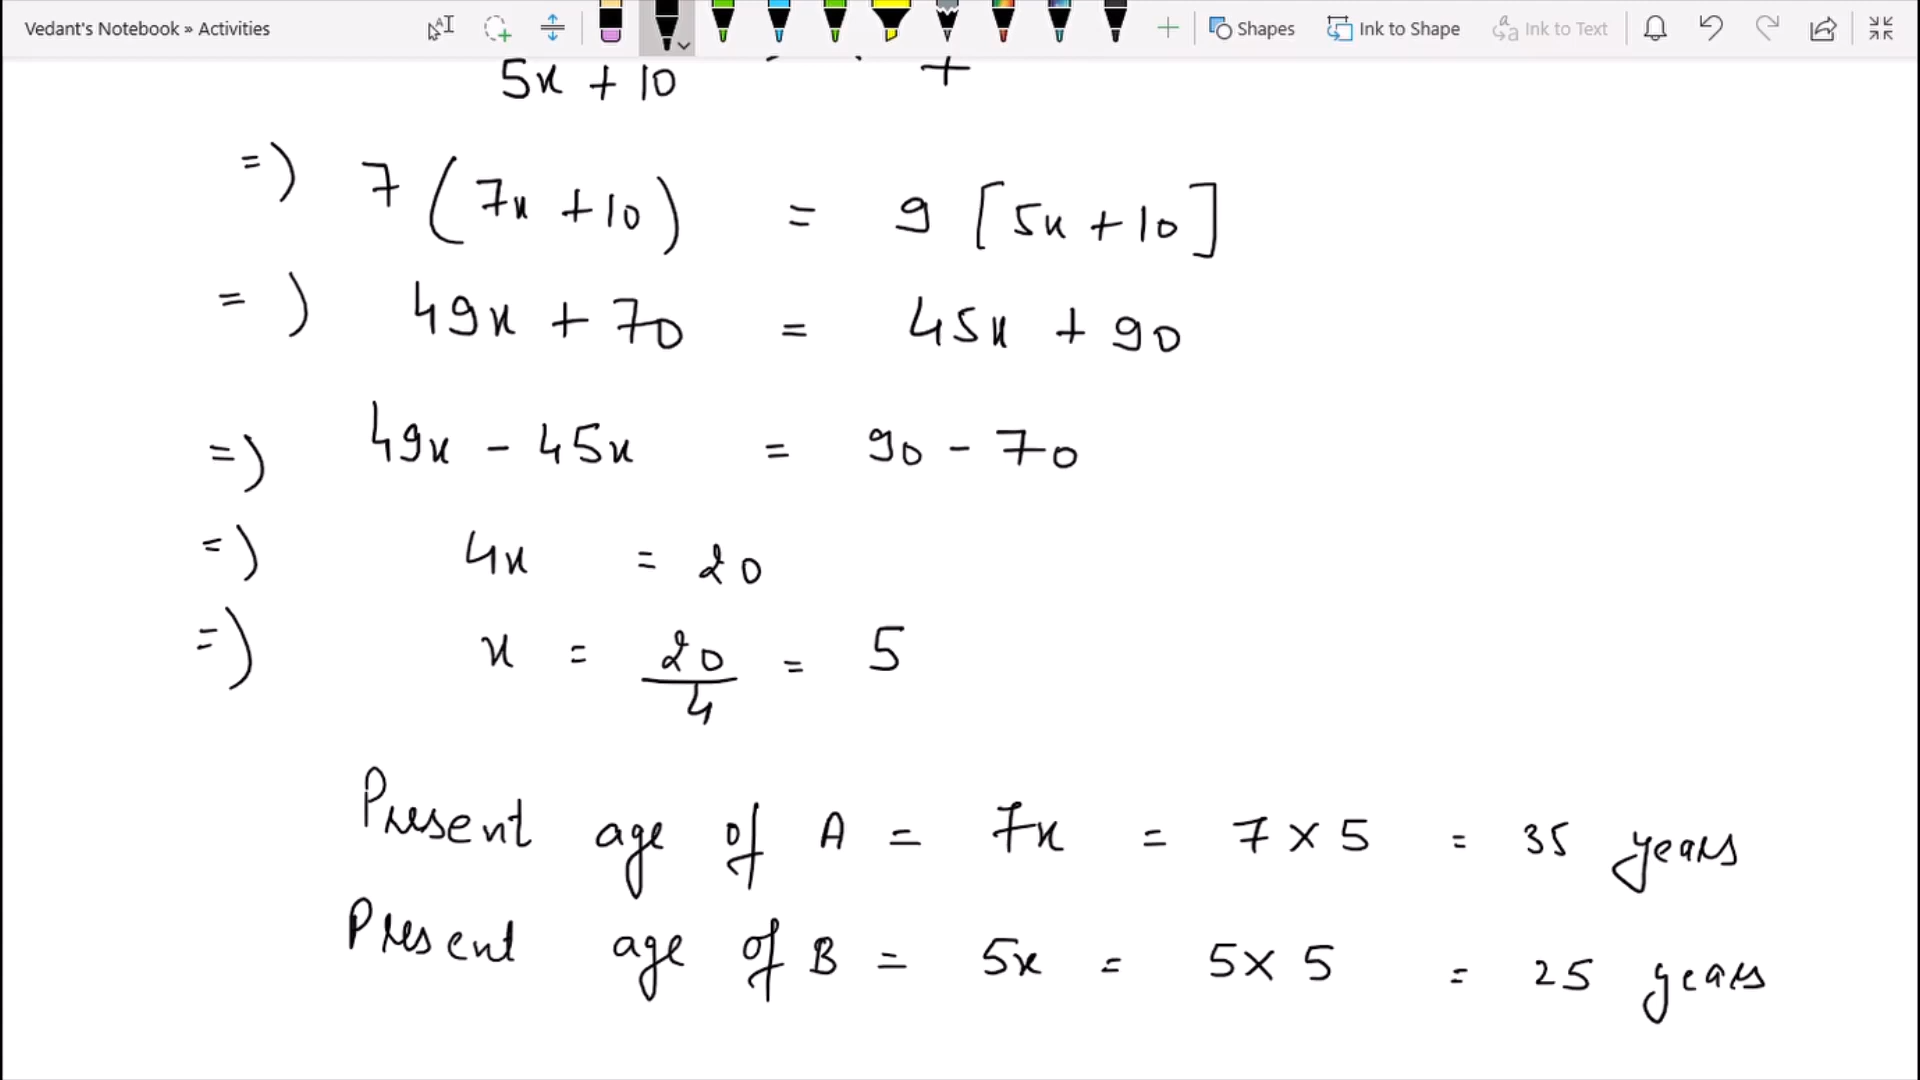 Vedant's Notebook » Activities Shapes Ink to Shape Ink to Text
5x + 10
=) 7 (7x + 10) = 9 [5x + 10]
=) 49x + 70 = 45x + 90
=) 49x - 45x = 90 - 70
=) 4x = 20
=) x = 20/4 = 5
Present age of A = 7x = 7 × 5 = 35 years
Present age of B = 5x = 5 × 5 = 25 years